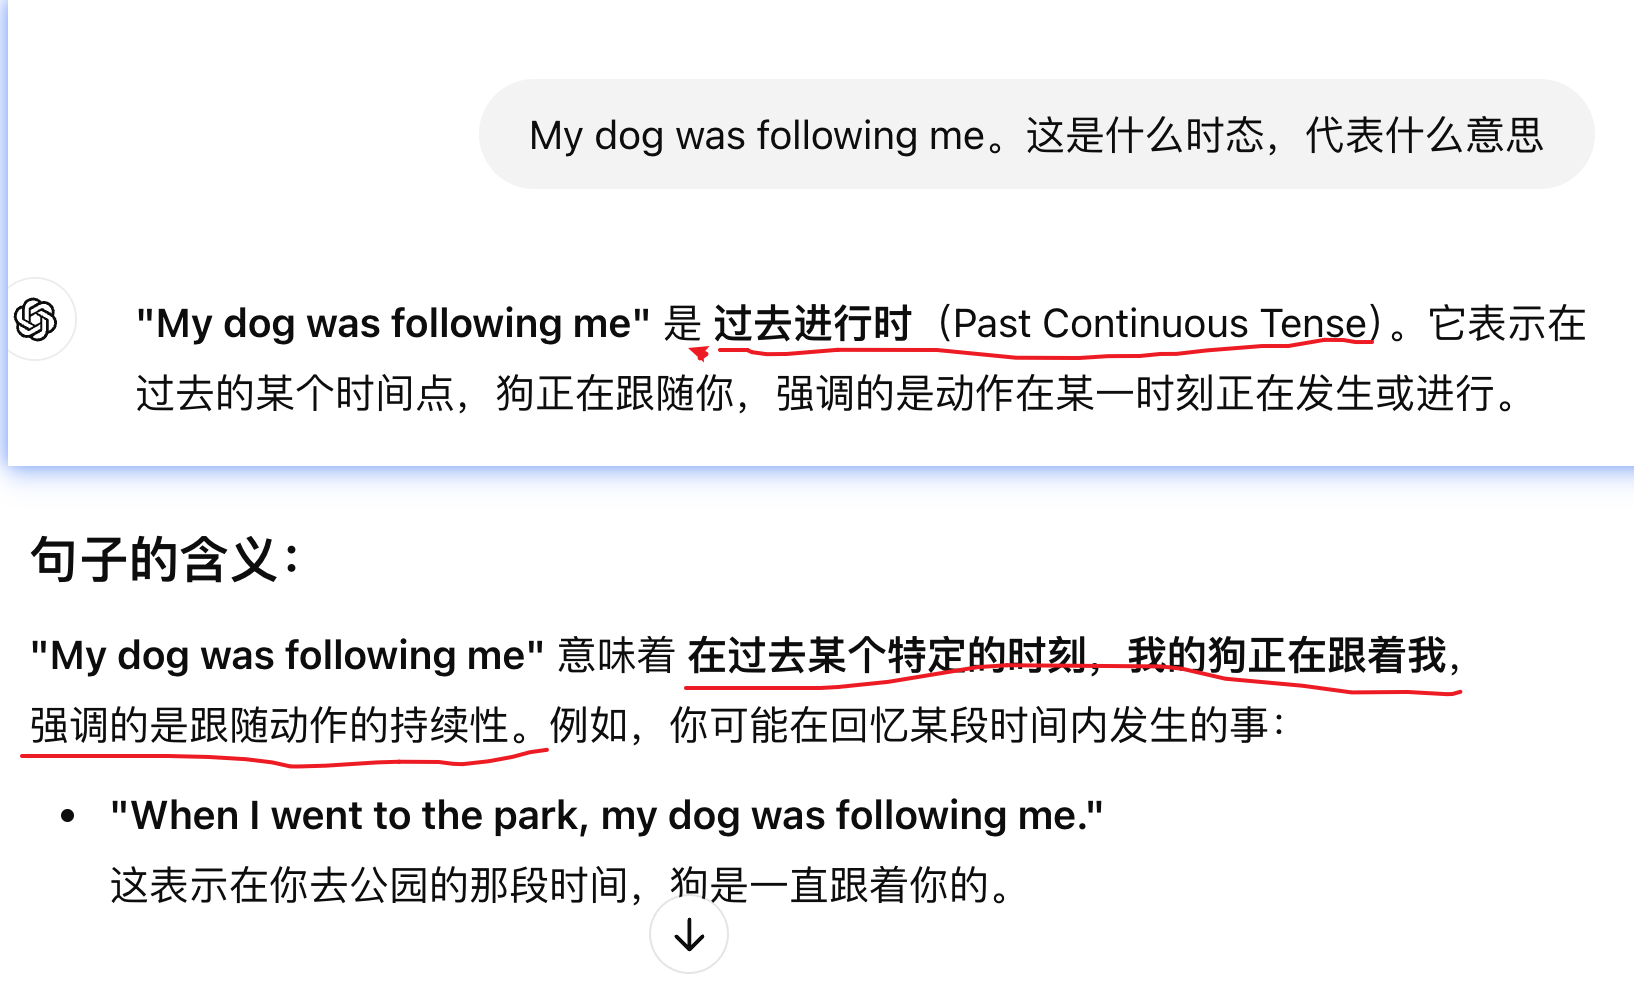 My dog was following me。这是什么时态，代表什么意思
"My dog was following me" 是 过去进行时（Past Continuous Tense）。它表示在
过去的某个时间点，狗正在跟随你，强调的是动作在某一时刻正在发生或进行。
句子的含义：
"My dog was following me" 意味着 在过去某个特定的时刻，我的狗正在跟着我，
强调的是跟随动作的持续性。例如，你可能在回忆某段时间内发生的事：
• "When I went to the park, my dog was following me."
这表示在你去公园的那段时间，狗是一直跟着你的。